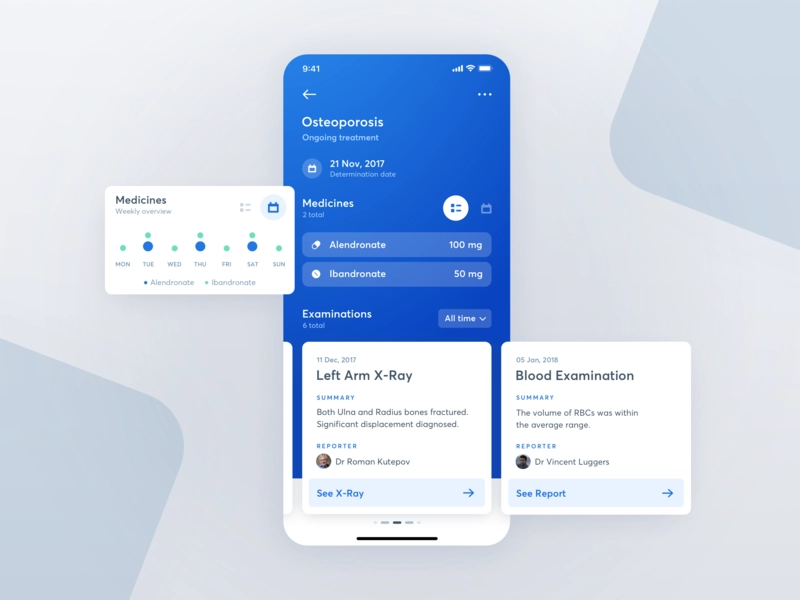 9:41
Osteoporosis
Ongoing treatment
21 Nov, 2017
Determination date
Medicines
2 total
Alendronate 100 mg
Ibandronate 50 mg
Medicines
Weekly overview
MON TUE WED THU FRI SAT SUN
Alendronate Ibandronate
Examinations
6 total
All time
11 Dec, 2017
Left Arm X-Ray
SUMMARY
Both Ulna and Radius bones fractured.
Significant displacement diagnosed.
REPORTER
Dr Roman Kutepov
See X-Ray
05 Jan, 2018
Blood Examination
SUMMARY
The volume of RBCs was within
the average range.
REPORTER
Dr Vincent Luggers
See Report